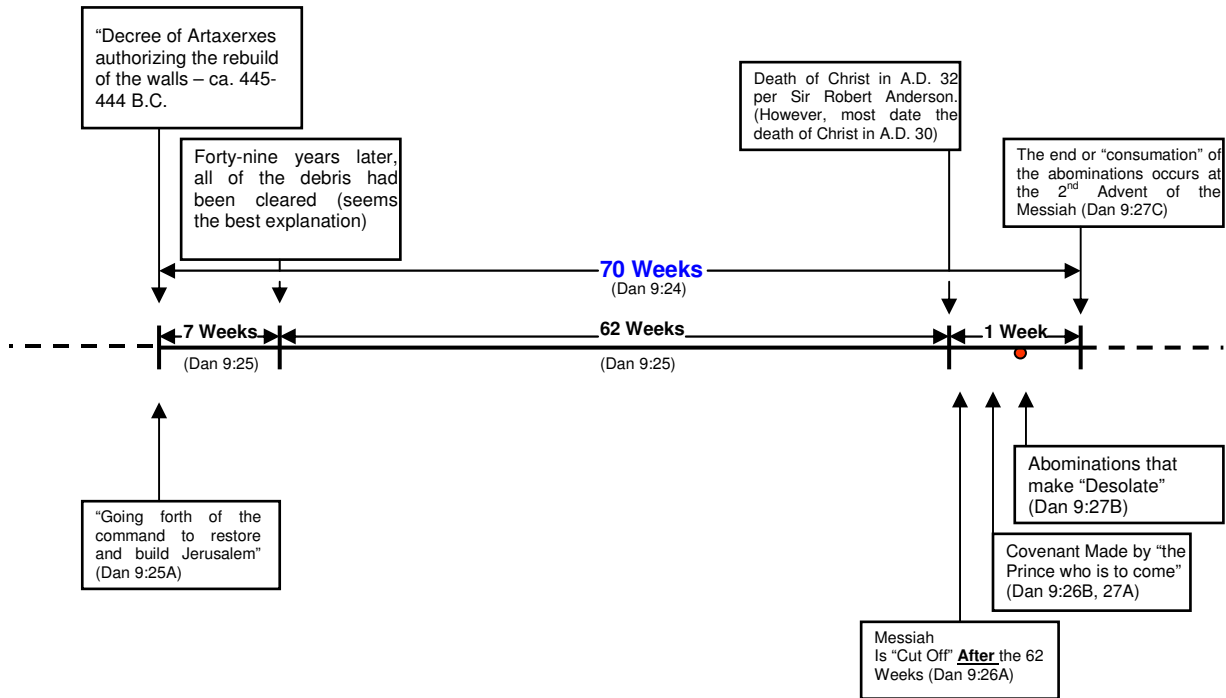 “Decree of Artaxerxes
authorizing the rebuild
of the walls – ca. 445-
444 B.C.
Forty-nine years later,
all of the debris had
been cleared (seems
the best explanation)
Death of Christ in A.D. 32
per Sir Robert Anderson.
(However, most date the
death of Christ in A.D. 30)
The end or “consumation” of
the abominations occurs at
the 2nd Advent of the
Messiah (Dan 9:27C)
70 Weeks
(Dan 9:24)
7 Weeks
62 Weeks
1 Week
(Dan 9:25)
(Dan 9:25)
“Going forth of the
command to restore
and build Jerusalem”
(Dan 9:25A)
Abominations that
make “Desolate”
(Dan 9:27B)
Covenant Made by “the
Prince who is to come”
(Dan 9:26B, 27A)
Messiah
Is “Cut Off” After the 62
Weeks (Dan 9:26A)